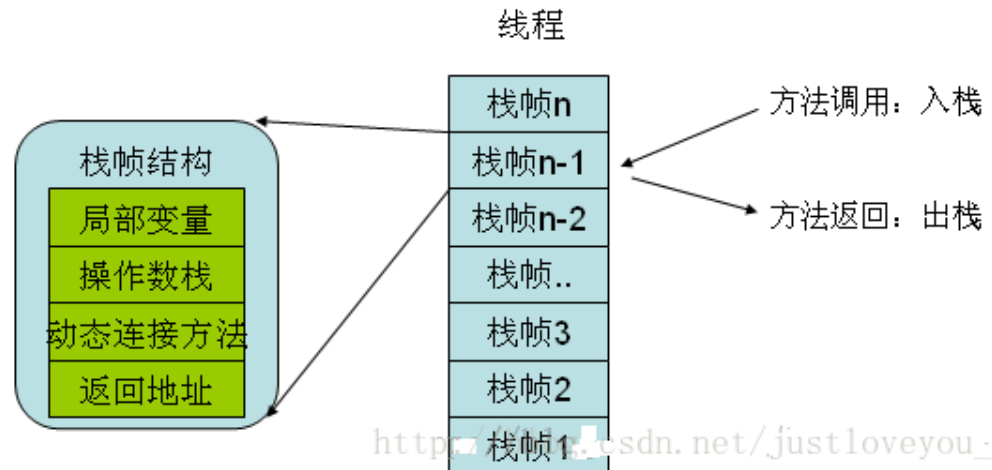 线程
栈帧n
栈帧n-1
栈帧n-2
栈帧..
栈帧3
栈帧2
栈帧1
方法调用：入栈
方法返回：出栈
栈帧结构
局部变量
操作数栈
动态连接方法
返回地址
csdn.net/justloveyou_